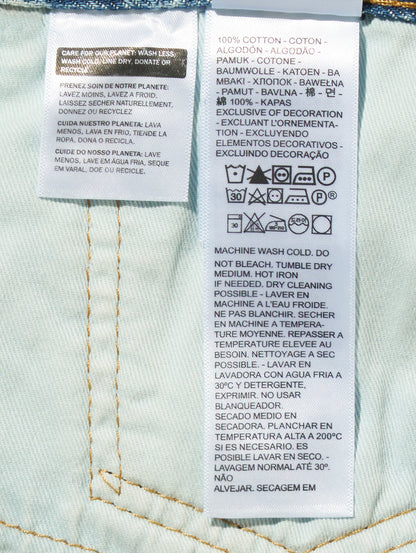 CARE FOR OUR PLANET: WASH LESS,
WASH COLD, LINE DRY, DONATE OR
RECYCLE
PRENEZ SOIN DE NOTRE PLANETE:
LAVEZ MOINS, LAVEZ A FROID,
LAISSEZ SECHER NATURELLEMENT,
DONNEZ OU RECYCLEZ
CUIDA NUESTRO PLANETA: LAVA
MENOS, LAVA EN FRIO, TIENDE LA
ROPA, DONA O RECICLA.
CUIDE DO NOSSO PLANETA: LAVE
MENOS, LAVE EM ÁGUA FRIA, SEQUE
EM VARAL, DOE OU RECICLE.
100% COTTON - COTON -
ALGODÓN - ALGODÃO -
PAMUK - COTONE -
BAUMWOLLE - KATOEN - BA
MBAKI - ХЛОПОК - BAWEŁNA
- PAMUT - BAVLNA - 棉 - 면 -
綿 100% - KAPAS
EXCLUSIVE OF DECORATION
- EXCLUANT L'ORNEMENTA-
TION - EXCLUYENDO
ELEMENTOS DECORATIVOS -
EXCLUINDO DECORAÇÃO
P
30 P
30
MACHINE WASH COLD. DO
NOT BLEACH. TUMBLE DRY
MEDIUM. HOT IRON
IF NEEDED. DRY CLEANING
POSSIBLE - LAVER EN
MACHINE A L'EAU FROIDE.
NE PAS BLANCHIR. SECHER
EN MACHINE A TEMPERA-
TURE MOYENNE. REPASSER A
TEMPERATURE ELEVEE AU
BESOIN. NETTOYAGE A SEC
POSSIBLE. - LAVAR EN
LAVADORA CON AGUA FRIA A
30ºC Y DETERGENTE,
EXPRIMIR. NO USAR
BLANQUEADOR.
SECADO MEDIO EN
SECADORA. PLANCHAR EN
TEMPERATURA ALTA A 200ºC
SI ES NECESARIO. ES
POSIBLE LAVAR EN SECO. -
LAVAGEM NORMAL ATÉ 30º.
NÃO
ALVEJAR. SECAGEM EM